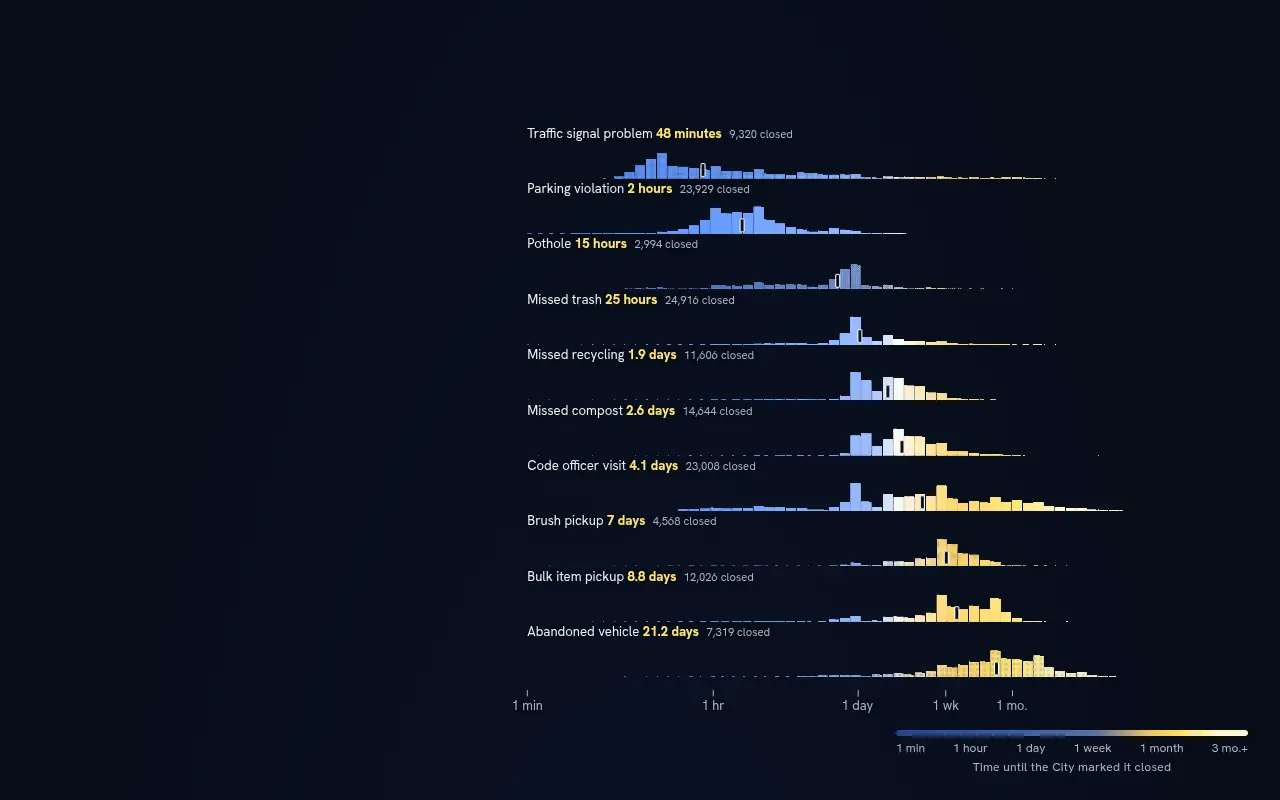 Traffic signal problem 48 minutes 9,320 closed
Parking violation 2 hours 23,929 closed
Pothole 15 hours 2,994 closed
Missed trash 25 hours 24,916 closed
Missed recycling 1.9 days 11,606 closed
Missed compost 2.6 days 14,644 closed
Code officer visit 4.1 days 23,008 closed
Brush pickup 7 days 4,568 closed
Bulk item pickup 8.8 days 12,026 closed
Abandoned vehicle 21.2 days 7,319 closed
1 min 1 hr 1 day 1 wk 1 mo.
1 min 1 hour 1 day 1 week 1 month 3 mo.+
Time until the City marked it closed